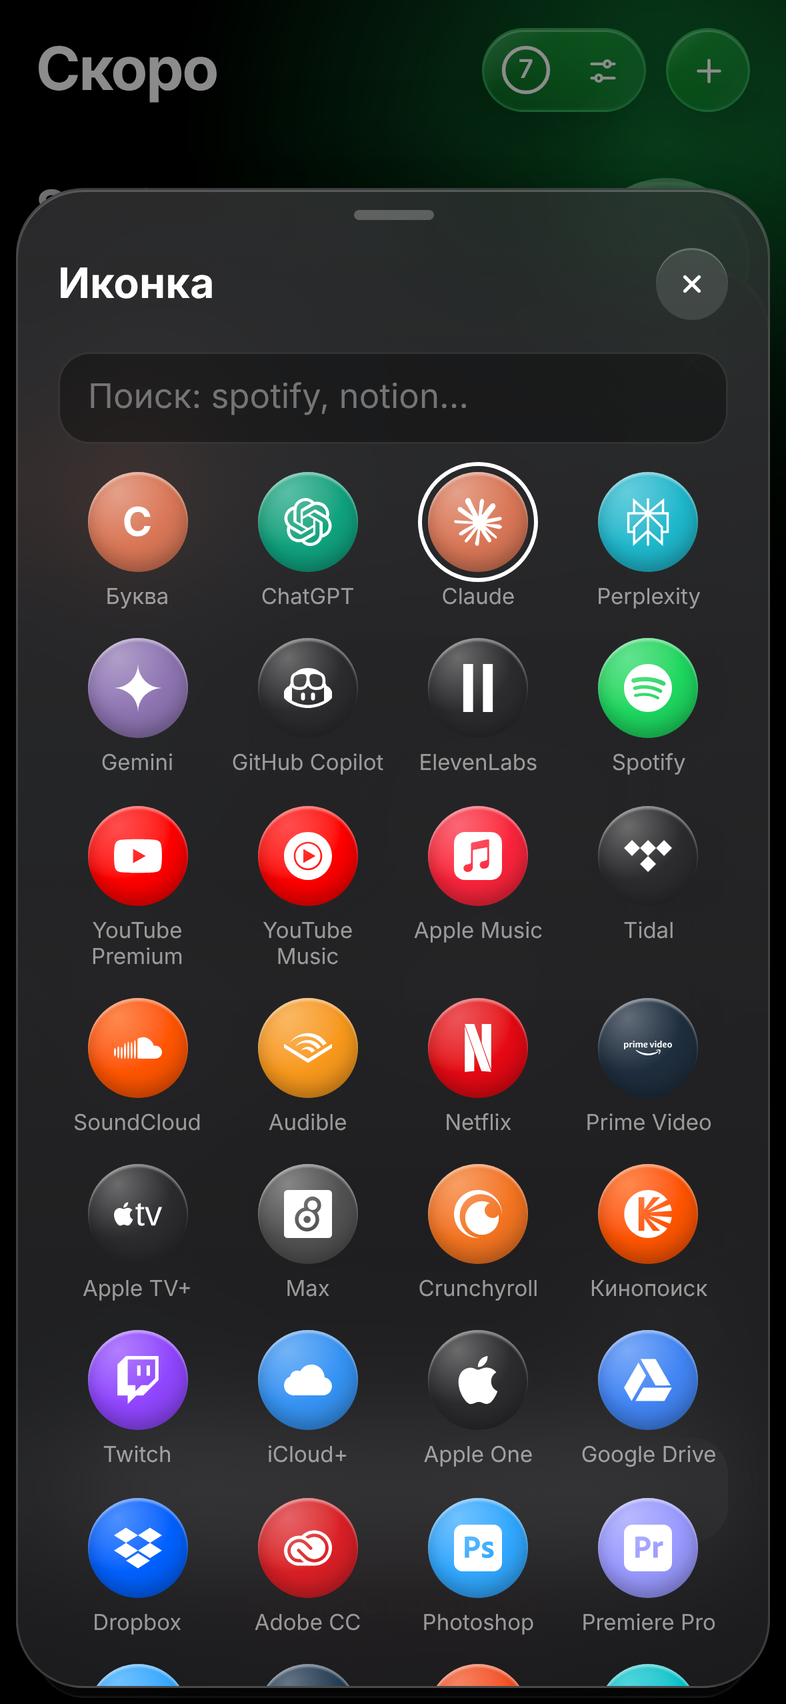 Скоро
7
Иконка
Поиск: spotify, notion...
C
Буква
ChatGPT
Claude
Perplexity
Gemini
GitHub Copilot
ElevenLabs
Spotify
YouTube
Premium
YouTube
Music
Apple Music
Tidal
SoundCloud
Audible
N
Netflix
prime video
Prime Video
tv
Apple TV+
Max
Crunchyroll
K
Кинопоиск
Twitch
iCloud+
Apple One
Google Drive
Dropbox
Adobe CC
Ps
Photoshop
Pr
Premiere Pro